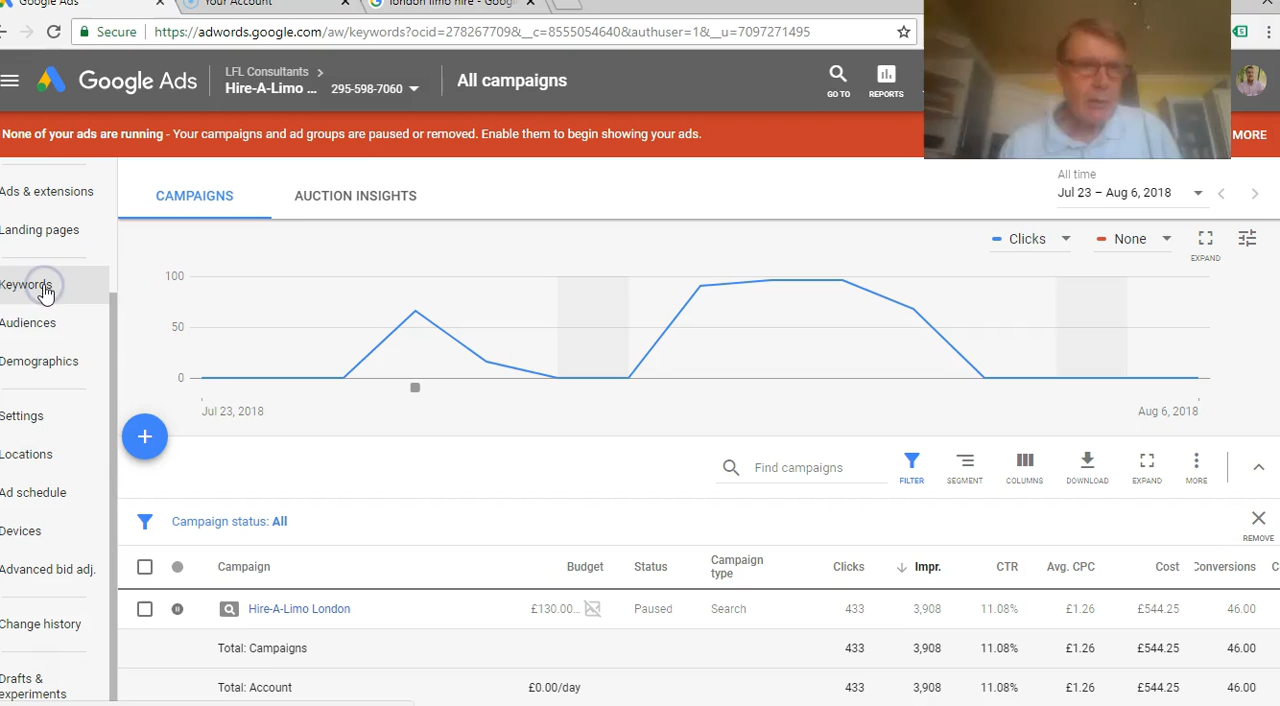 Google Ads
Your Account
london limo hire - Goog
Secure
https://adwords.google.com/aw/keywords?ocid=278267709&__c=8555054640&authuser=1&__u=7097271495
Google Ads
LFL Consultants
Hire-A-Limo ...
295-598-7060
All campaigns
GO TO
REPORTS
None of your ads are running - Your campaigns and ad groups are paused or removed. Enable them to begin showing your ads.
MORE
Ads & extensions
Landing pages
Keywords
Audiences
Demographics
Settings
Locations
Ad schedule
Devices
Advanced bid adj.
Change history
Drafts &
experiments
CAMPAIGNS
AUCTION INSIGHTS
All time
Jul 23 – Aug 6, 2018
Clicks
None
EXPAND
100
50
0
Jul 23, 2018
Aug 6, 2018
Find campaigns
FILTER
SEGMENT
COLUMNS
DOWNLOAD
EXPAND
MORE
Campaign status: All
REMOVE
Campaign Budget Status Campaign type Clicks Impr. CTR Avg. CPC Cost Conversions C
Hire-A-Limo London £130.00... Paused Search 433 3,908 11.08% £1.26 £544.25 46.00
Total: Campaigns 433 3,908 11.08% £1.26 £544.25 46.00
Total: Account £0.00/day 433 3,908 11.08% £1.26 £544.25 46.00